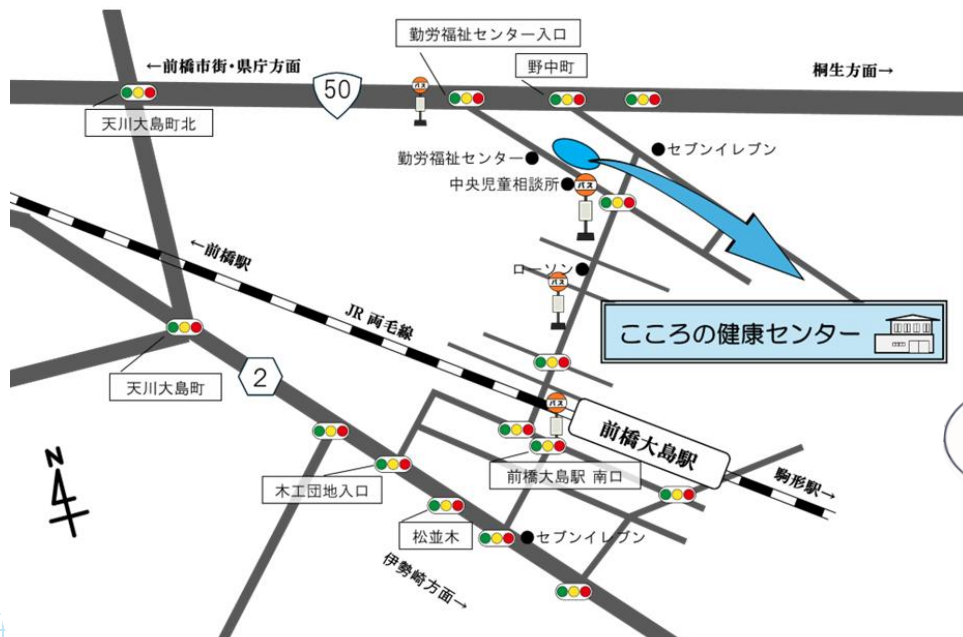 勤労福祉センター入口
野中町
←前橋市街・県庁方面
50
バス
桐生方面→
天川大島町北
セブンイレブン
勤労福祉センター
中央児童相談所
バス
←前橋駅
ローソン
バス
JR両毛線
こころの健康センター
天川大島町
2
バス
前橋大島駅
N
木工団地入口
前橋大島駅 南口
駒形駅→
松並木
セブンイレブン
伊勢崎方面→